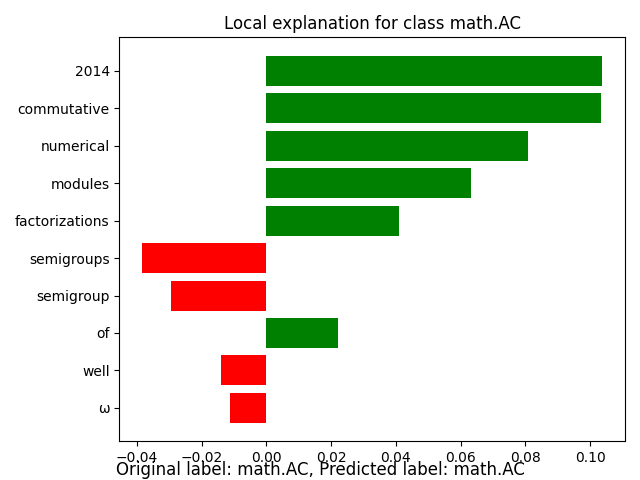 Local explanation for class math.AC
2014
commutative
numerical
modules
factorizations
semigroups
semigroup
of
well
ω
−0.04 −0.02 0.00 0.02 0.04 0.06 0.08 0.10
Original label: math.AC, Predicted label: math.AC